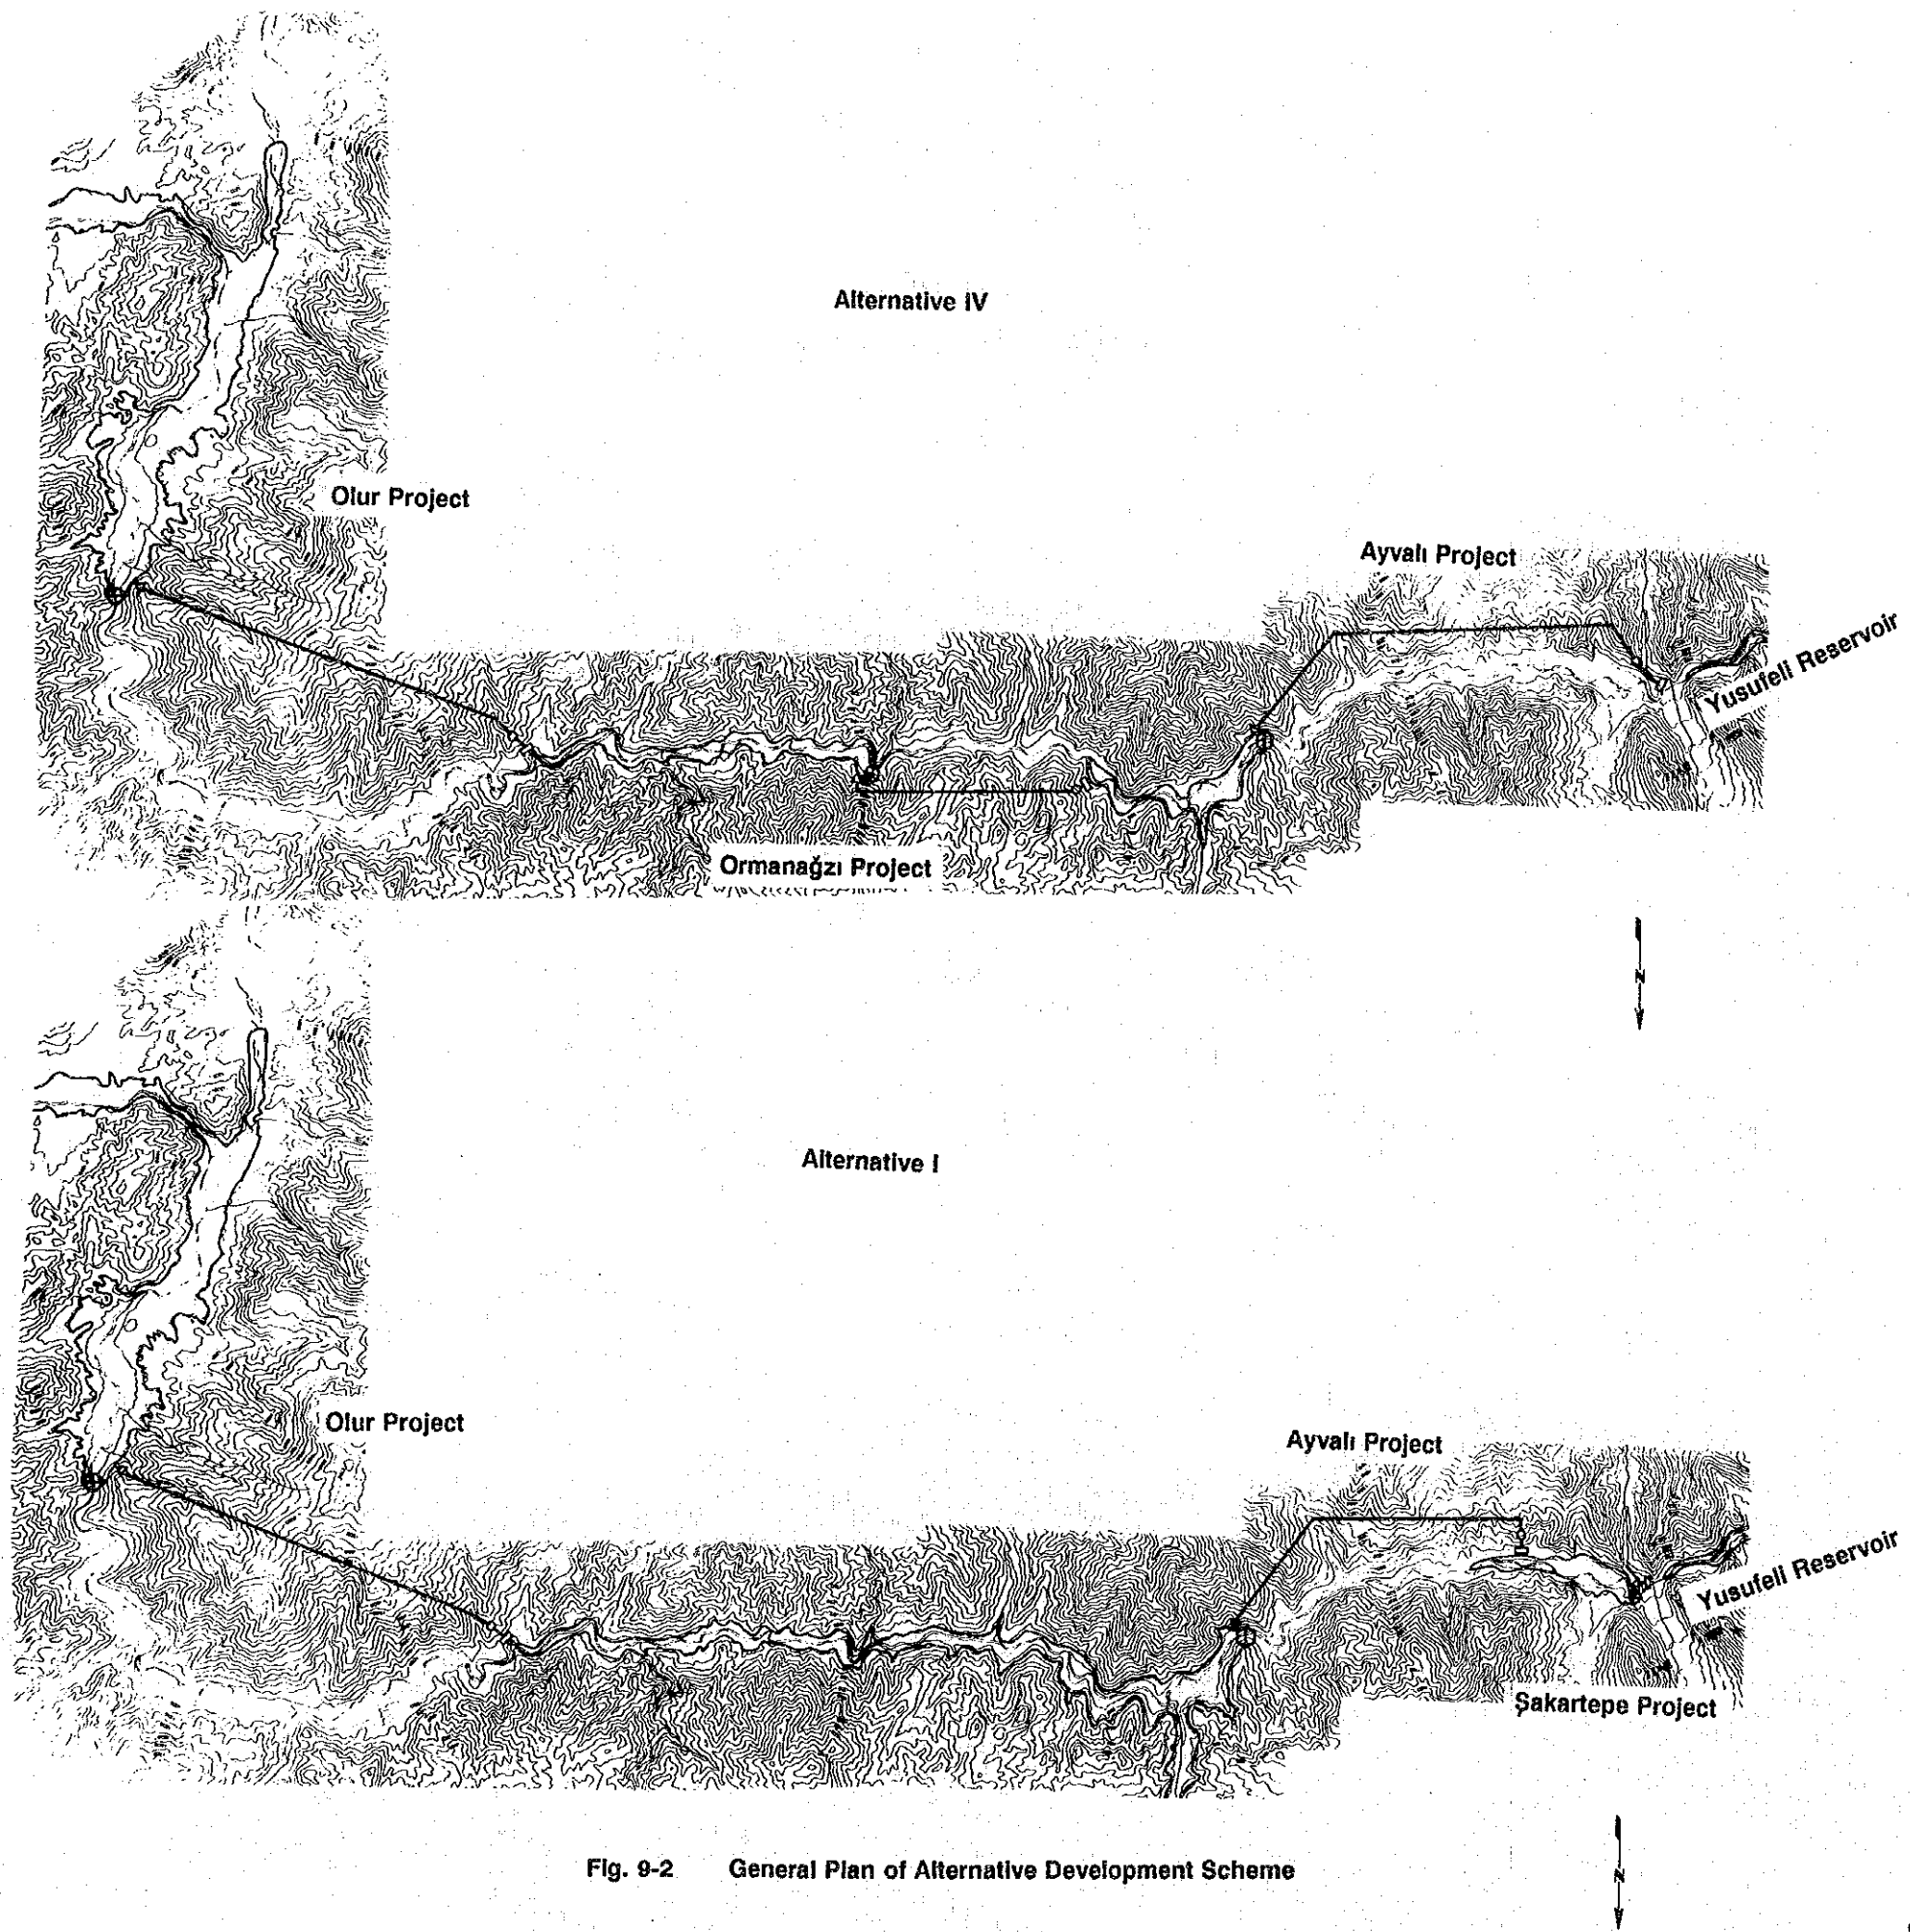 Alternative IV
Olur Project
Ayvalı Project
Yusufeli Reservoir
Ormanağzı Project
N
Alternative I
Olur Project
Ayvalı Project
Yusufeli Reservoir
Şakartepe Project
N
Fig. 9-2 General Plan of Alternative Development Scheme